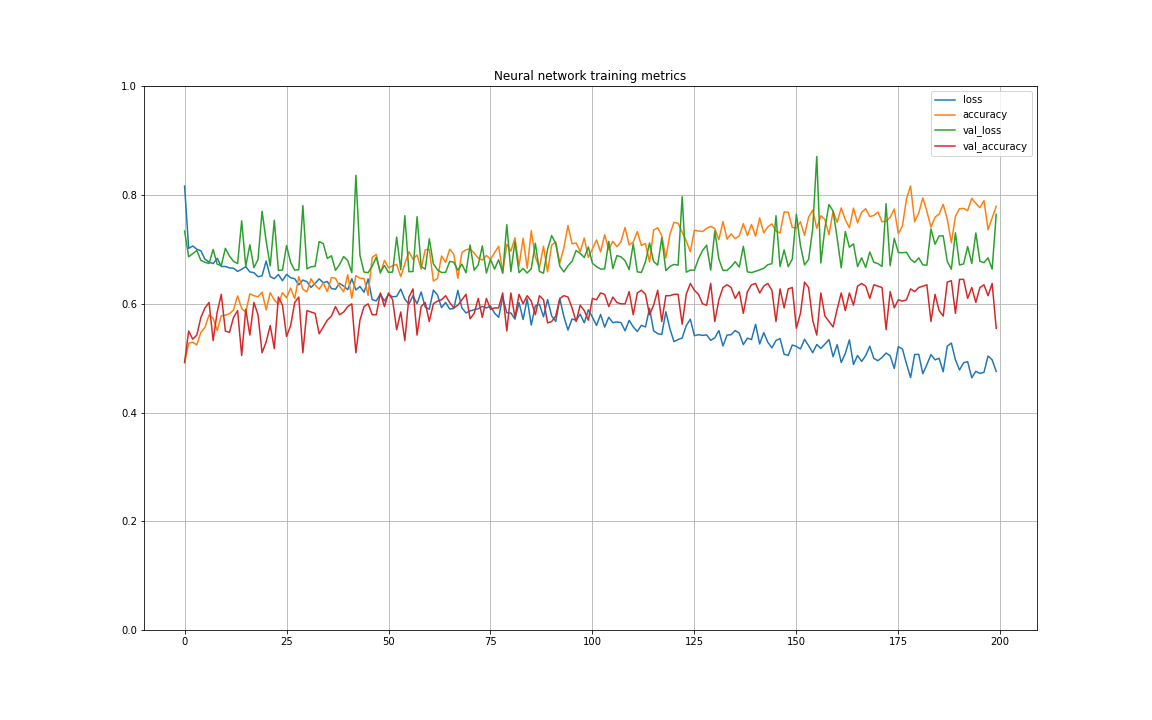 Neural network training metrics
1.0
0.8
0.6
0.4
0.2
0.0
loss
accuracy
val_loss
val_accuracy
0 25 50 75 100 125 150 175 200